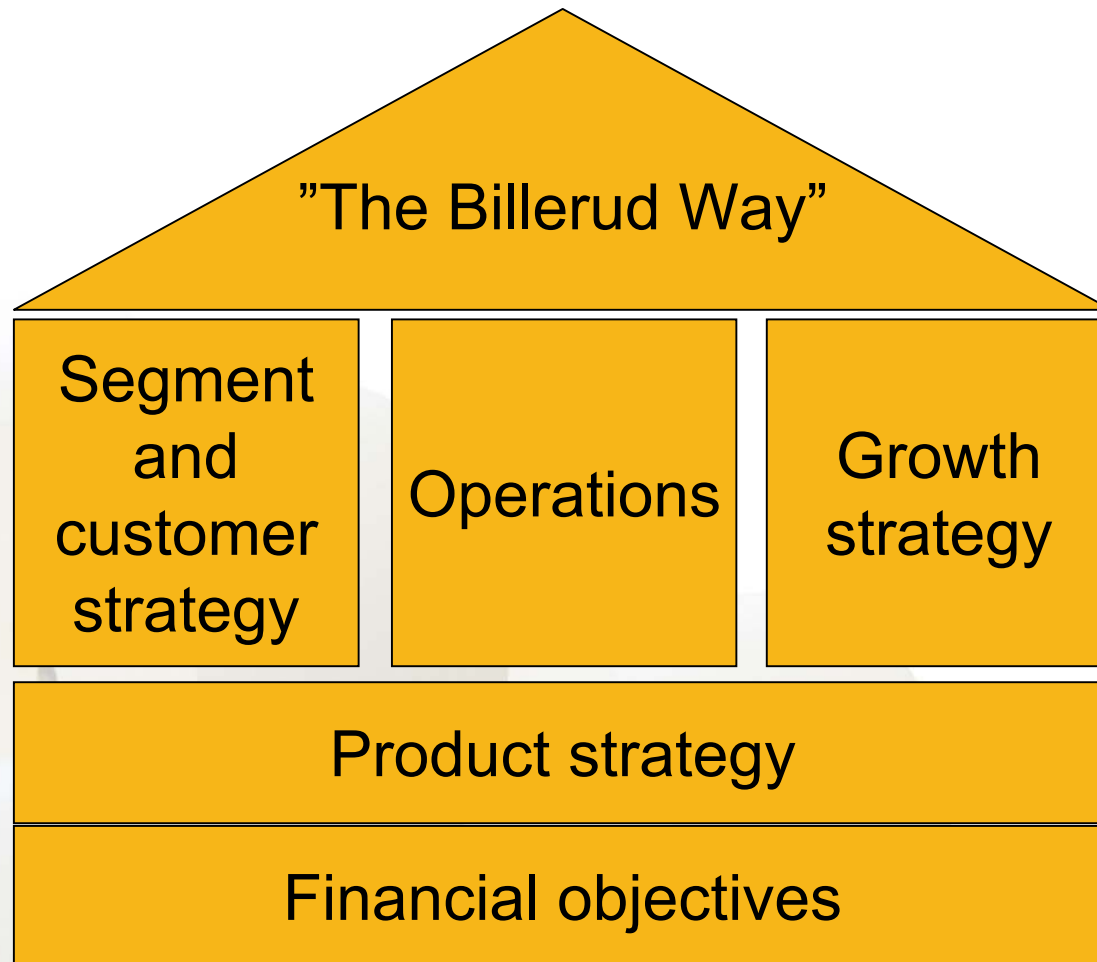 ”The Billerud Way”
Segment
and
customer
strategy
Operations
Growth
strategy
Product strategy
Financial objectives